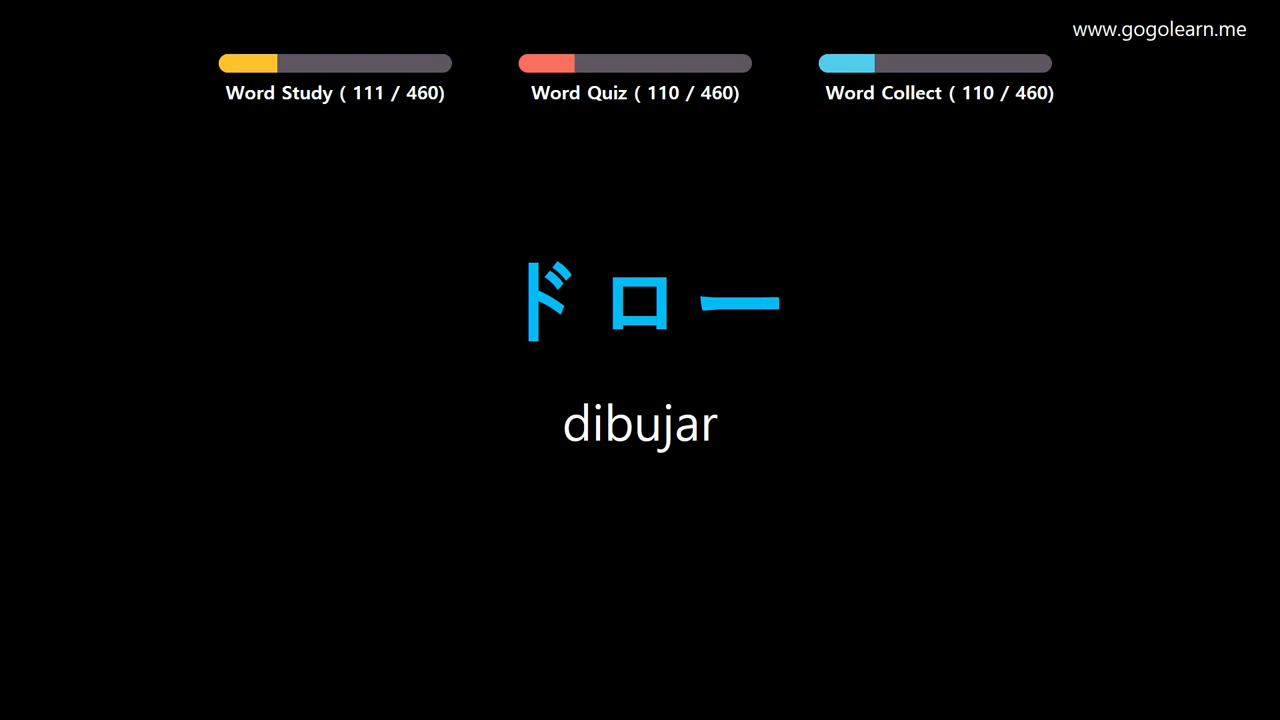 www.gogolearn.me
Word Study ( 111 / 460)
Word Quiz ( 110 / 460)
Word Collect ( 110 / 460)
ドロー
dibujar